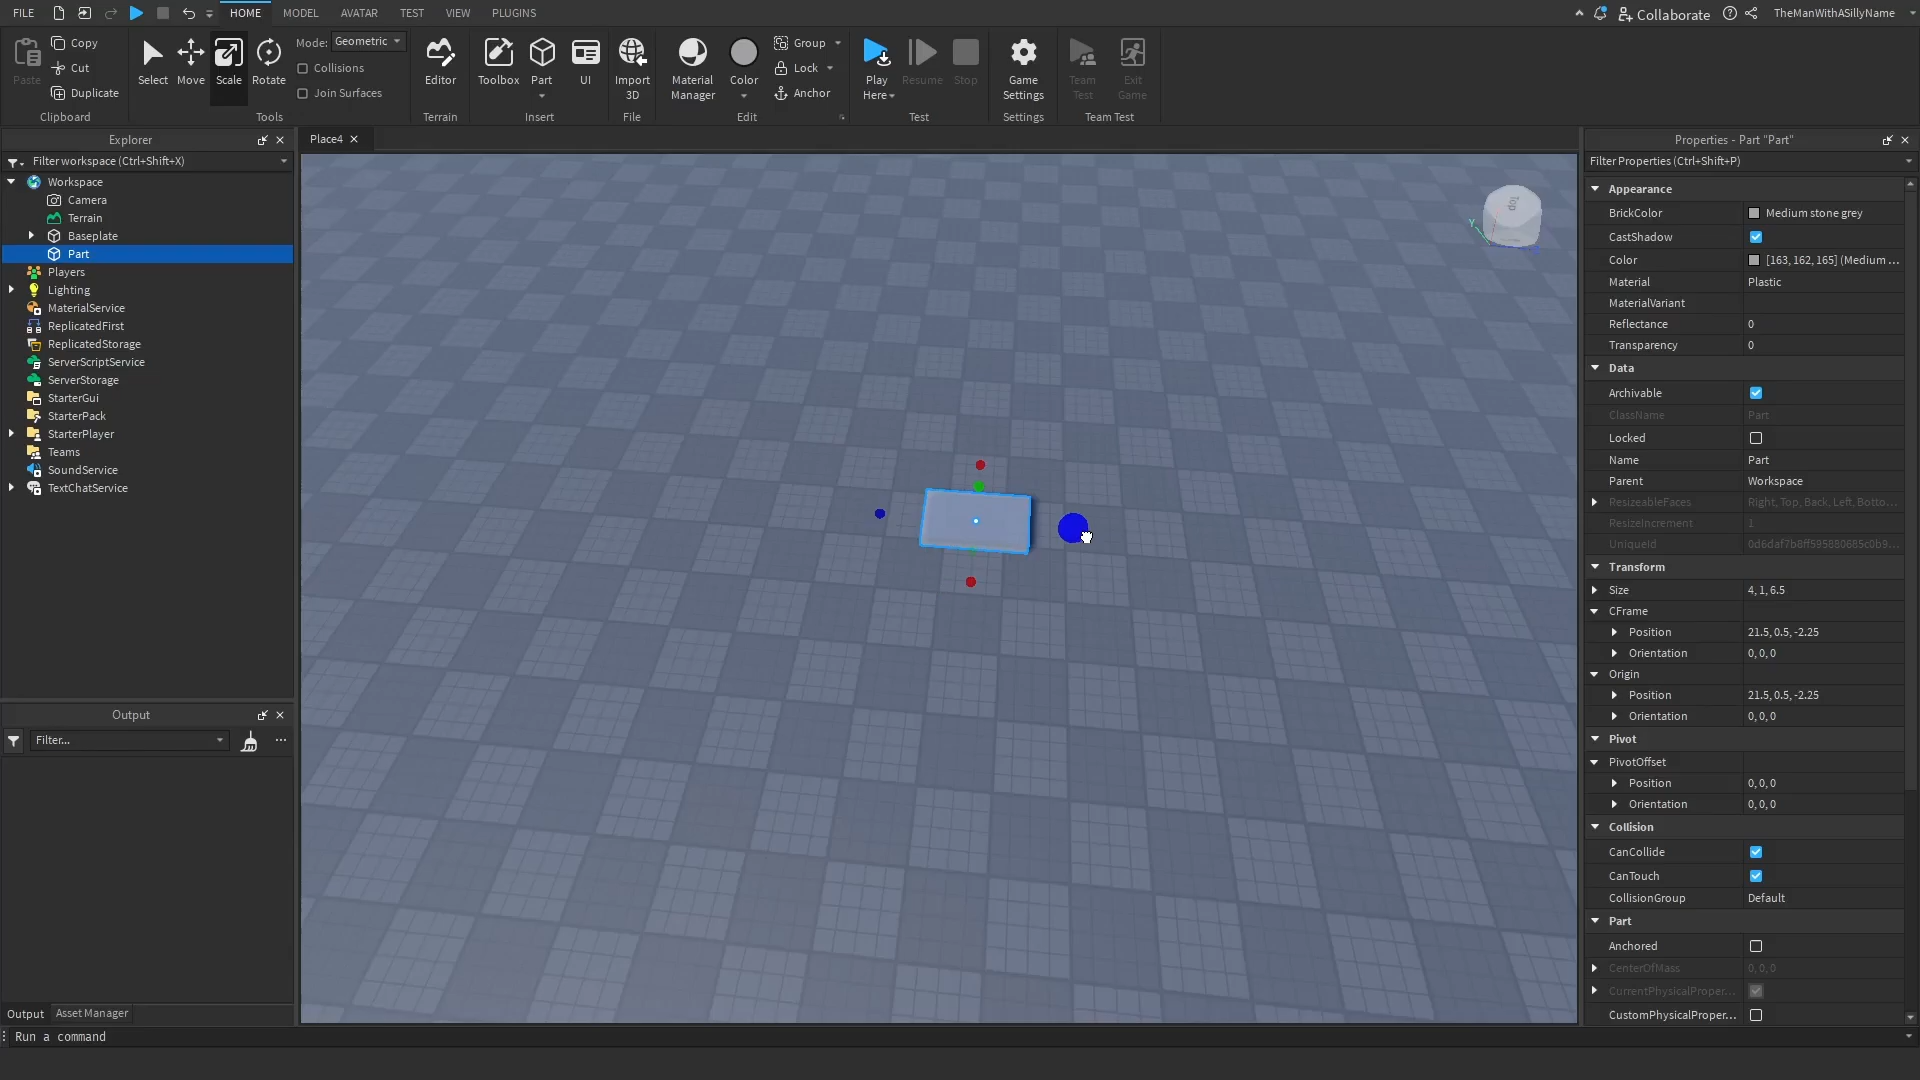 FILE HOME MODEL AVATAR TEST VIEW PLUGINS Collaborate TheManWithASillyName
Paste Copy Cut Duplicate
Clipboard
Select Move Scale Rotate
Mode: Geometric
Collisions
Join Surfaces
Tools
Editor
Terrain
Toolbox Part UI
Insert
Import 3D
File
Material Manager
Color
Group
Lock
Anchor
Edit
Play Here
Resume
Stop
Test
Game Settings
Settings
Team Test
Exit Game
Team Test
Explorer
Filter workspace (Ctrl+Shift+X)
Workspace
Camera
Terrain
Baseplate
Part
Players
Lighting
MaterialService
ReplicatedFirst
ReplicatedStorage
ServerScriptService
ServerStorage
StarterGui
StarterPack
StarterPlayer
Teams
SoundService
TextChatService
Output
Filter...
Output Asset Manager
Run a command
Place4
Top
Y
Properties - Part "Part"
Filter Properties (Ctrl+Shift+P)
Appearance
BrickColor Medium stone grey
CastShadow
Color [163, 162, 165] (Medium ...
Material Plastic
MaterialVariant
Reflectance 0
Transparency 0
Data
Archivable
ClassName Part
Locked
Name Part
Parent Workspace
ResizeableFaces Right, Top, Back, Left, Botto...
ResizeIncrement 1
UniqueId 0d6daf7b8ff595880685c0b9...
Transform
Size 4, 1, 6.5
CFrame
Position 21.5, 0.5, -2.25
Orientation 0, 0, 0
Origin
Position 21.5, 0.5, -2.25
Orientation 0, 0, 0
Pivot
PivotOffset
Position 0, 0, 0
Orientation 0, 0, 0
Collision
CanCollide
CanTouch
CollisionGroup Default
Part
Anchored
CenterOfMass 0, 0, 0
CurrentPhysicalProper...
CustomPhysicalProper...